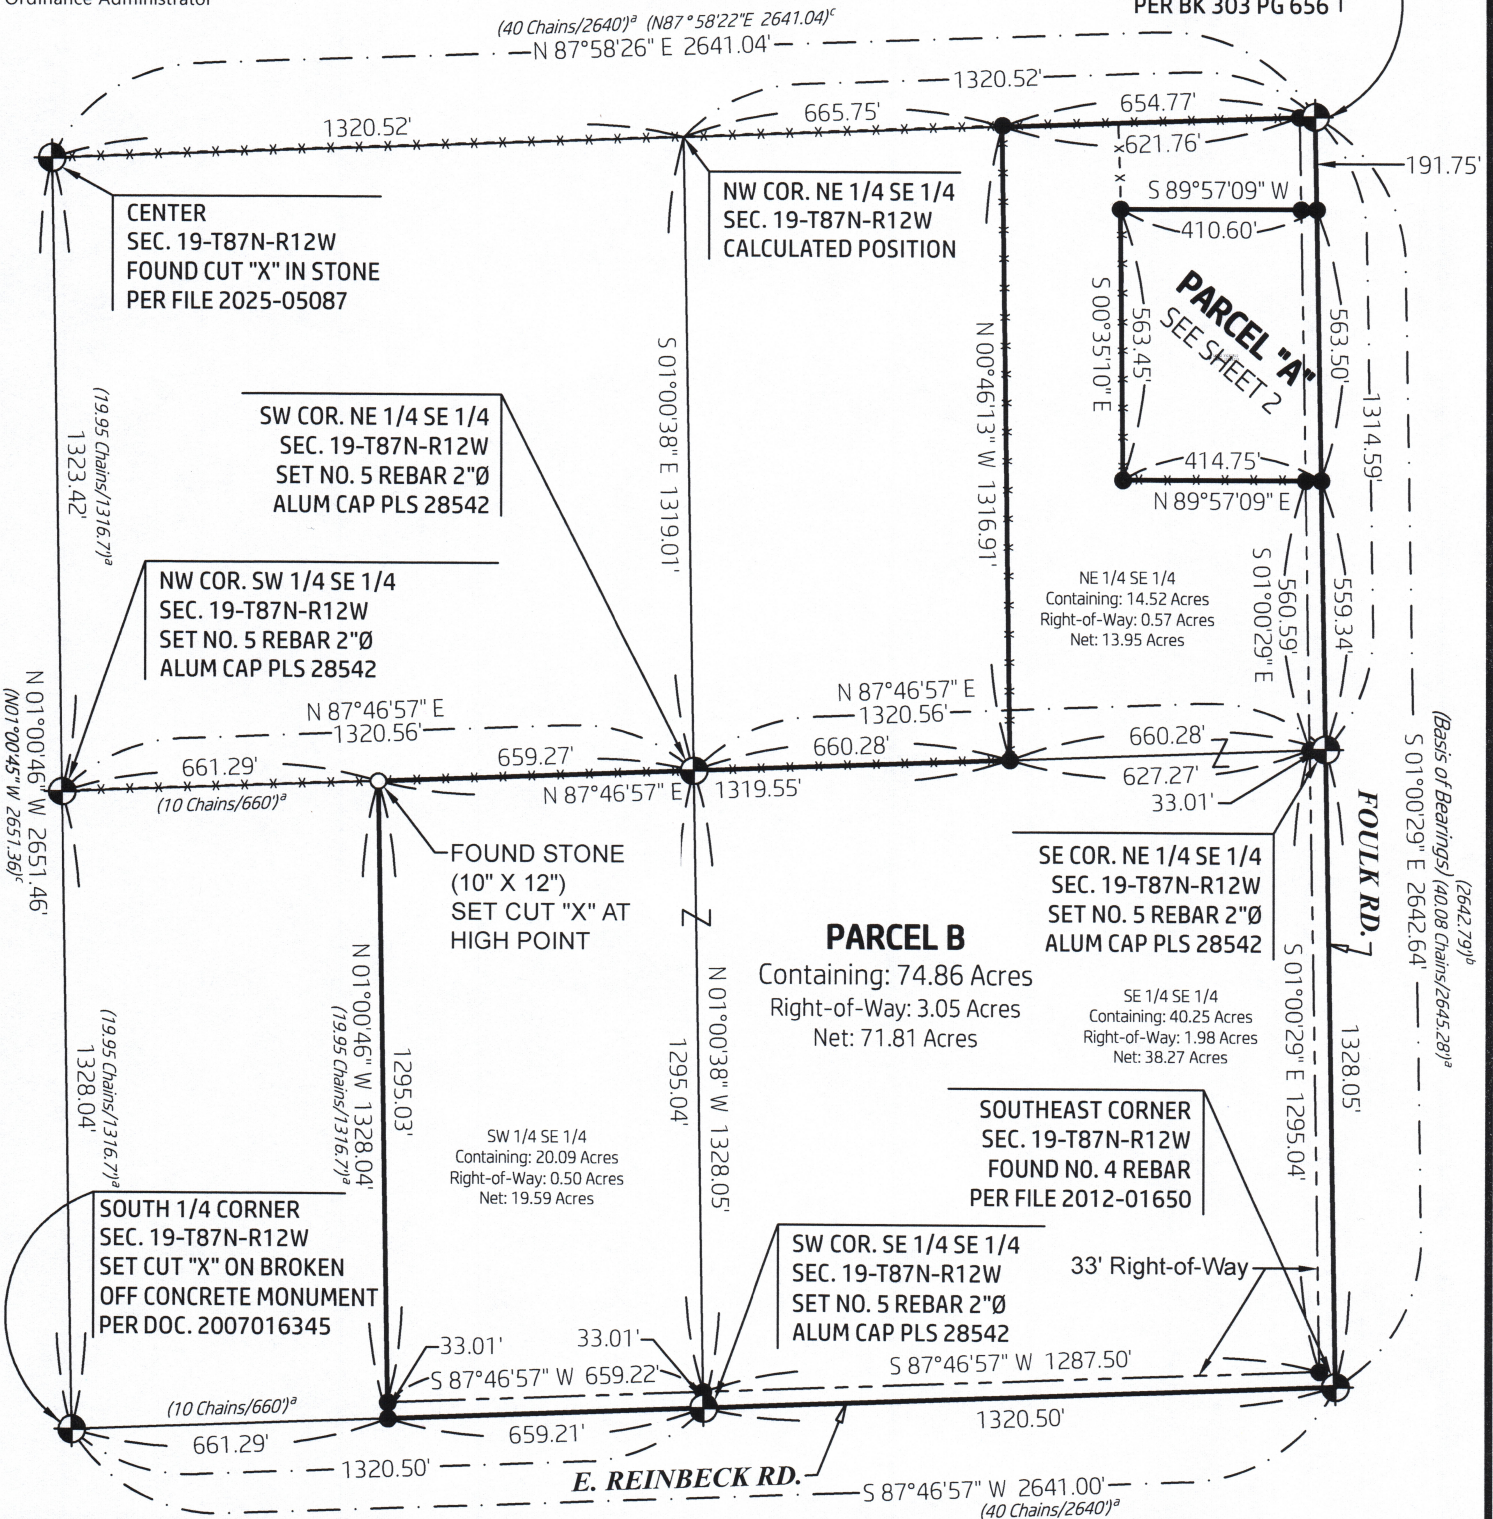 PER BK 303 PG 656
(40 Chains/2640')ᵃ (N87°58'22"E 2641.04)ᶜ
N 87°58'26" E 2641.04'
1320.52'
1320.52'
665.75'
654.77'
621.76'
191.75'
CENTER
SEC. 19-T87N-R12W
FOUND CUT "X" IN STONE
PER FILE 2025-05087
NW COR. NE 1/4 SE 1/4
SEC. 19-T87N-R12W
CALCULATED POSITION
S 89°57'09" W
410.60'
PARCEL "A"
SEE SHEET 2
S 00°35'10" E
563.45'
563.50'
1314.59'
414.75'
N 89°57'09" E
N 00°46'13" W 1316.91'
S 01°00'38" E 1319.01'
(19.95 Chains/1316.7')ᵃ
1323.42'
SW COR. NE 1/4 SE 1/4
SEC. 19-T87N-R12W
SET NO. 5 REBAR 2"Ø
ALUM CAP PLS 28542
NW COR. SW 1/4 SE 1/4
SEC. 19-T87N-R12W
SET NO. 5 REBAR 2"Ø
ALUM CAP PLS 28542
NE 1/4 SE 1/4
Containing: 14.52 Acres
Right-of-Way: 0.57 Acres
Net: 13.95 Acres
S 01°00'29" E
560.59'
559.34'
N 01°00'46" W 2651.46'
(N01°00'45"W 2651.36)ᶜ
N 87°46'57" E
1320.56'
661.29'
659.27'
(10 Chains/660')ᵃ
N 87°46'57" E 1319.55'
N 87°46'57" E
1320.56'
660.28'
660.28'
627.27'
33.01'
(2642.79')ᵇ
(Basis of Bearings) (40.08 Chains/2645.28')ᵃ
S 01°00'29" E 2642.64'
FOULK RD.
FOUND STONE
(10" X 12")
SET CUT "X" AT
HIGH POINT
SE COR. NE 1/4 SE 1/4
SEC. 19-T87N-R12W
SET NO. 5 REBAR 2"Ø
ALUM CAP PLS 28542
PARCEL B
Containing: 74.86 Acres
Right-of-Way: 3.05 Acres
Net: 71.81 Acres
SE 1/4 SE 1/4
Containing: 40.25 Acres
Right-of-Way: 1.98 Acres
Net: 38.27 Acres
S 01°00'29" E 1295.04'
1328.05'
N 01°00'46" W 1328.04'
(19.95 Chains/1316.7')ᵃ
1295.03'
N 01°00'38" W 1328.05'
1295.04'
(19.95 Chains/1316.7')ᵃ
1328.04'
SW 1/4 SE 1/4
Containing: 20.09 Acres
Right-of-Way: 0.50 Acres
Net: 19.59 Acres
SOUTHEAST CORNER
SEC. 19-T87N-R12W
FOUND NO. 4 REBAR
PER FILE 2012-01650
SOUTH 1/4 CORNER
SEC. 19-T87N-R12W
SET CUT "X" ON BROKEN
OFF CONCRETE MONUMENT
PER DOC. 2007016345
SW COR. SE 1/4 SE 1/4
SEC. 19-T87N-R12W
SET NO. 5 REBAR 2"Ø
ALUM CAP PLS 28542
33' Right-of-Way
33.01'
33.01'
S 87°46'57" W 659.22'
S 87°46'57" W 1287.50'
(10 Chains/660')ᵃ
661.29'
659.21'
1320.50'
1320.50'
E. REINBECK RD.
S 87°46'57" W 2641.00'
(40 Chains/2640')ᵃ